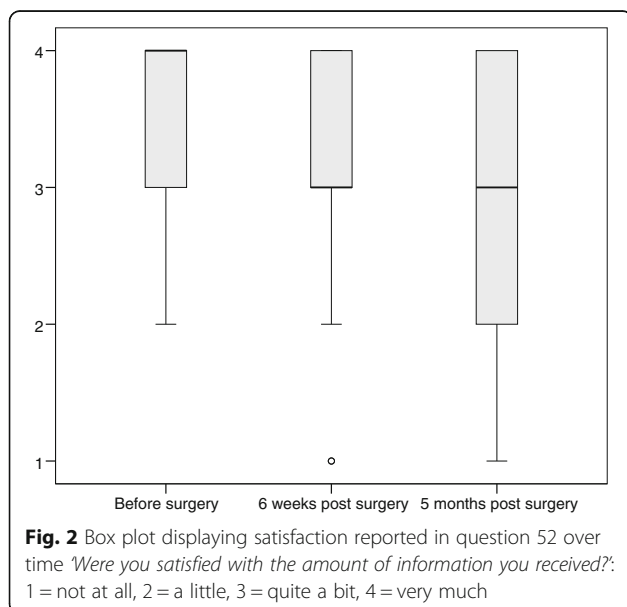 4
3
2
1
Before surgery 6 weeks post surgery 5 months post surgery
Fig. 2 Box plot displaying satisfaction reported in question 52 over
time ‘Were you satisfied with the amount of information you received?’:
1 = not at all, 2 = a little, 3 = quite a bit, 4 = very much